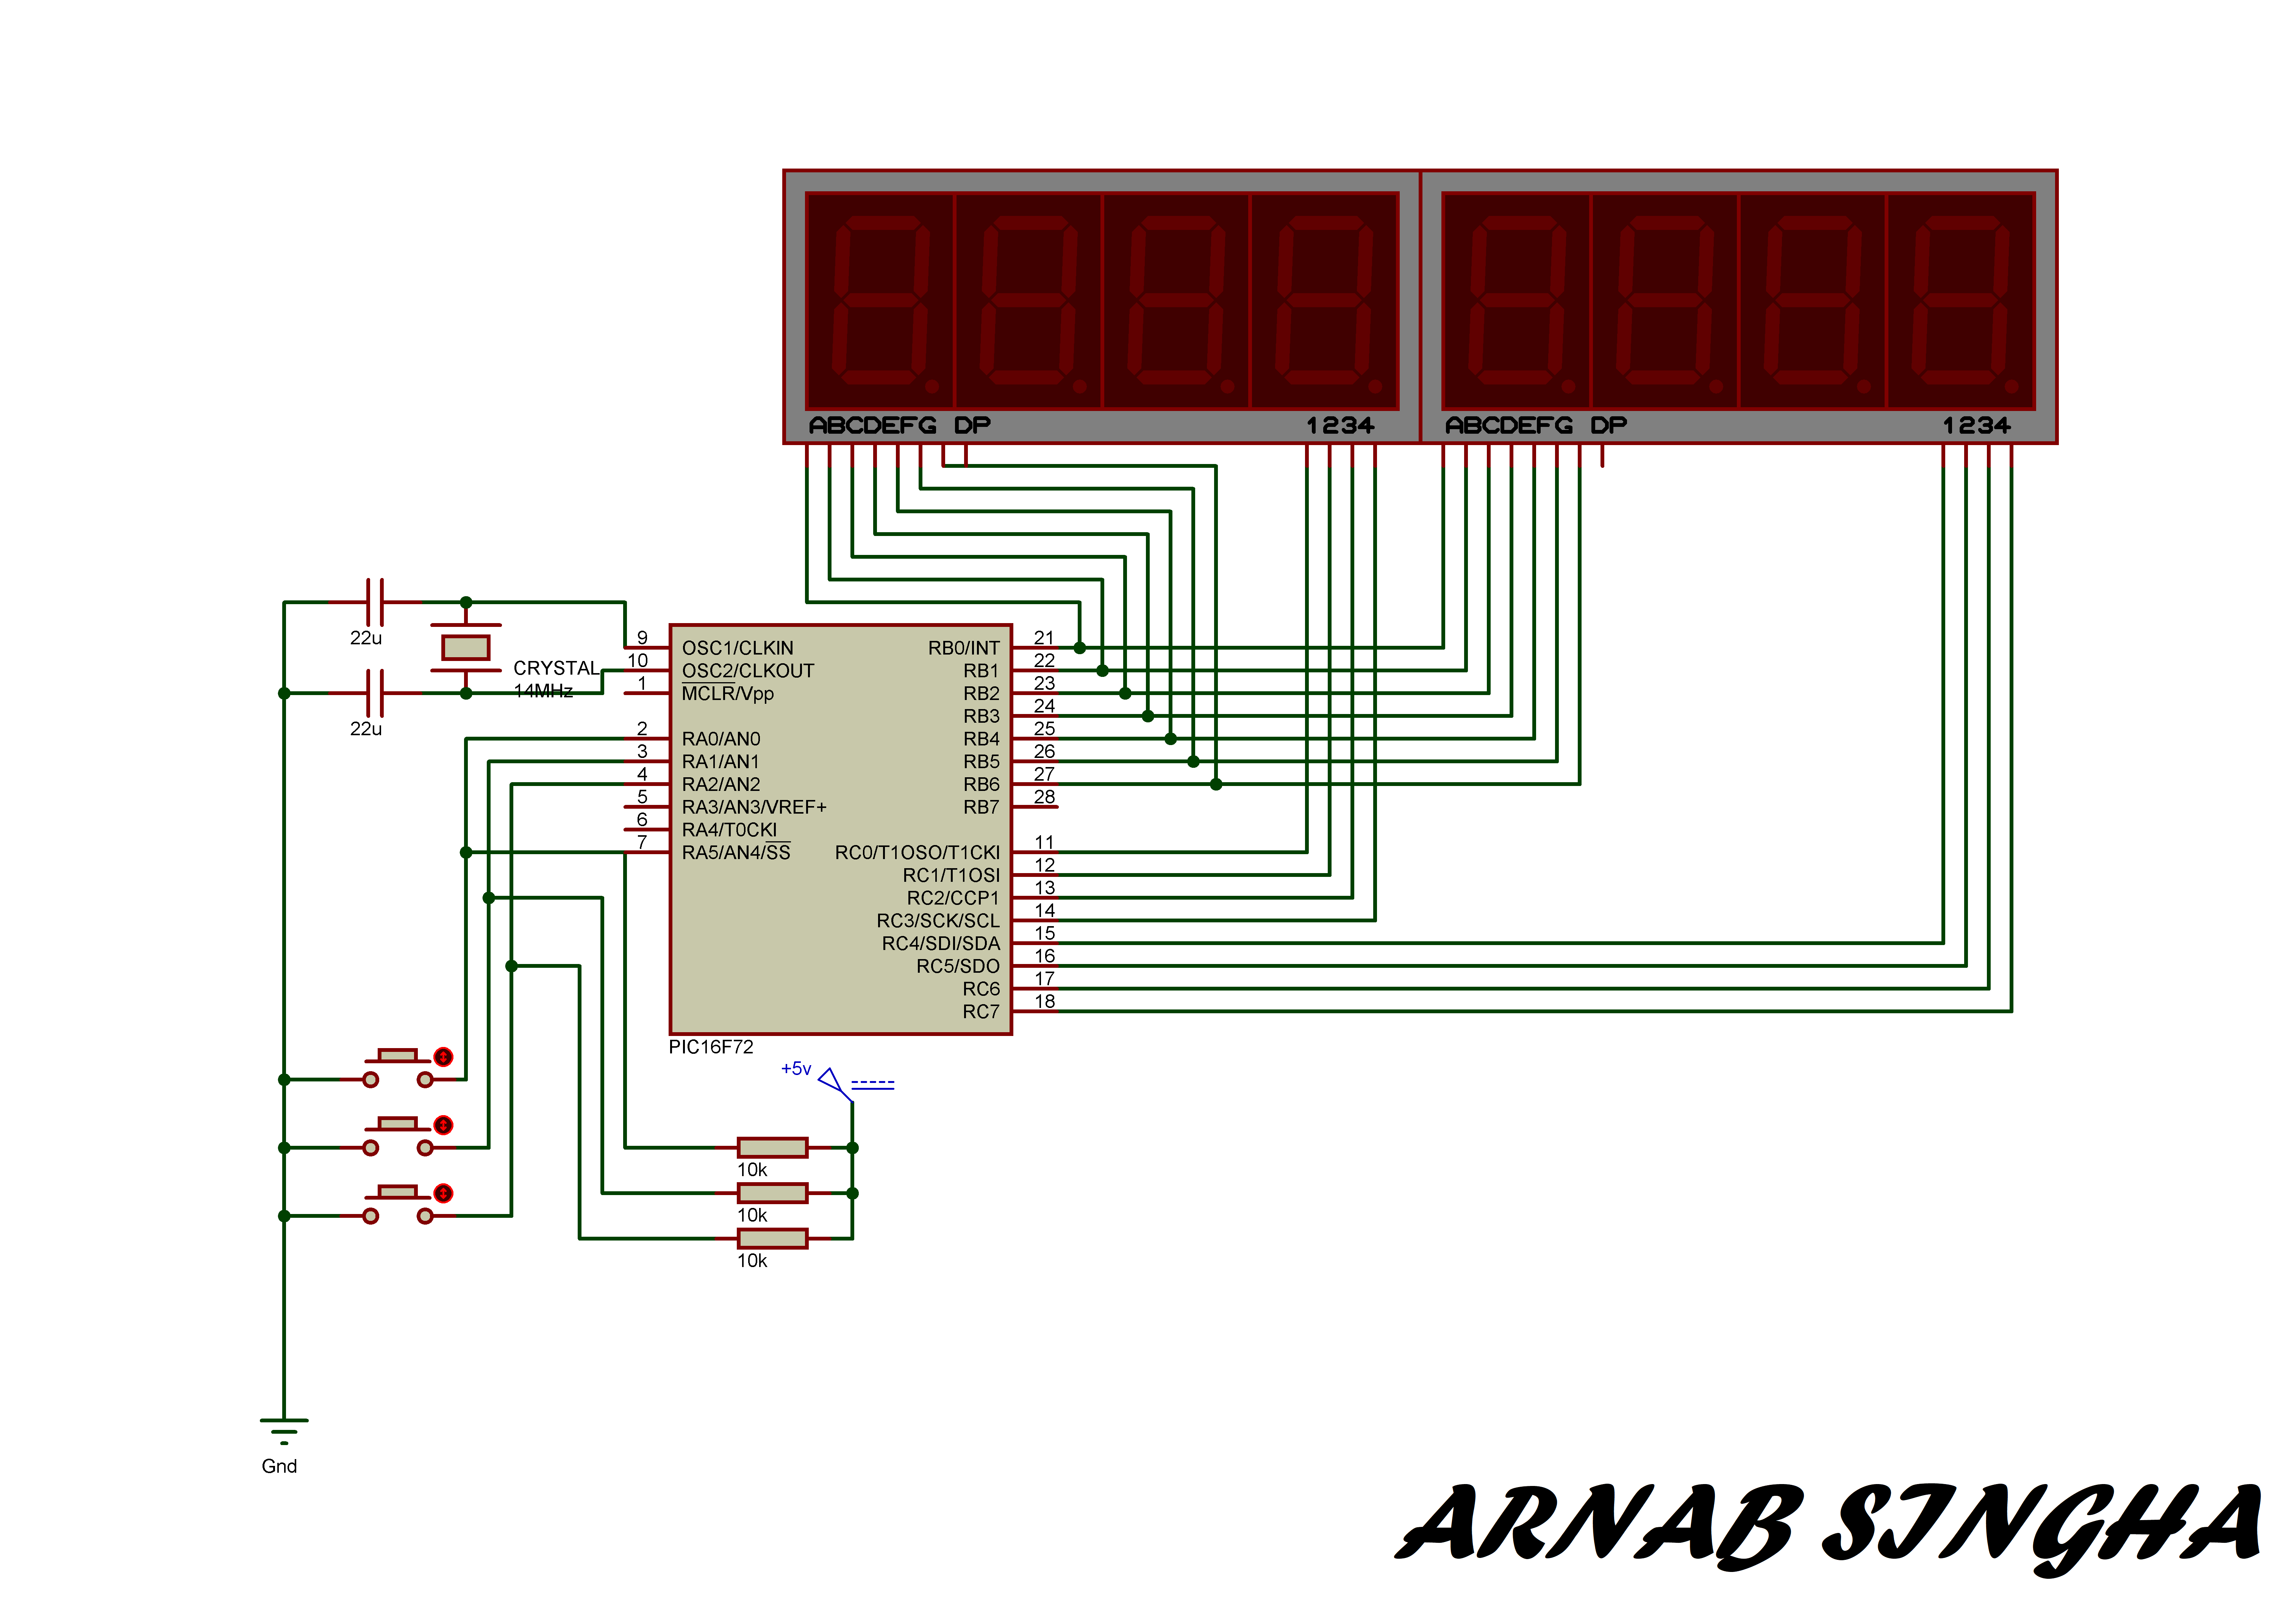 ABCDEFG DP 1234 ABCDEFG DP 1234
22u
CRYSTAL
14MHz
22u
9 OSC1/CLKIN
10 OSC2/CLKOUT
1 MCLR/Vpp
2 RA0/AN0
3 RA1/AN1
4 RA2/AN2
5 RA3/AN3/VREF+
6 RA4/T0CKI
7 RA5/AN4/SS
RB0/INT 21
RB1 22
RB2 23
RB3 24
RB4 25
RB5 26
RB6 27
RB7 28
RC0/T1OSO/T1CKI 11
RC1/T1OSI 12
RC2/CCP1 13
RC3/SCK/SCL 14
RC4/SDI/SDA 15
RC5/SDO 16
RC6 17
RC7 18
PIC16F72
+5v
10k
10k
10k
Gnd
ARNAB SINGHA